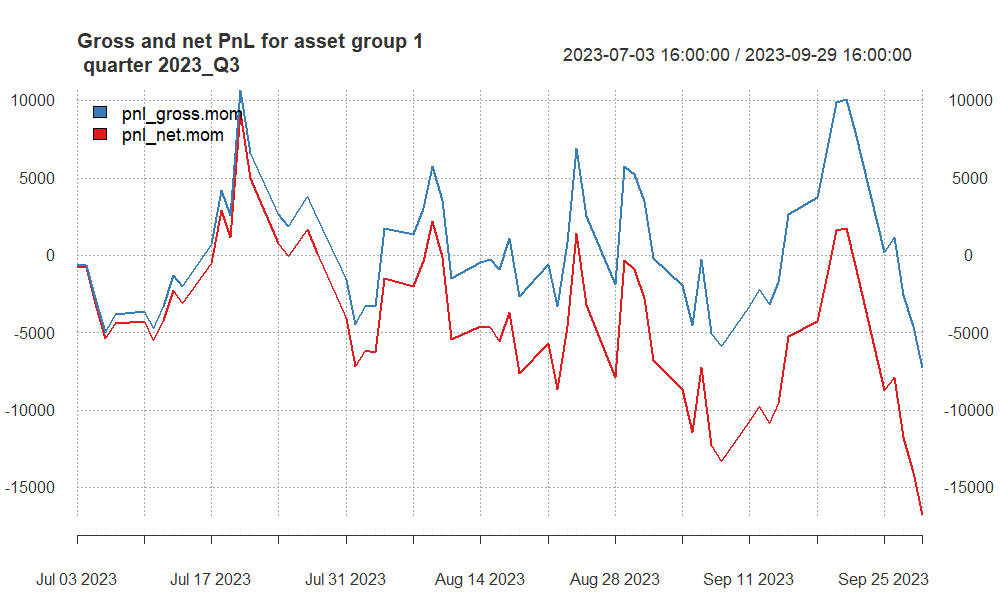 Gross and net PnL for asset group 1
quarter 2023_Q3
2023-07-03 16:00:00 / 2023-09-29 16:00:00
pnl_gross.mom
pnl_net.mom
10000 10000
5000 5000
0 0
-5000 -5000
-10000 -10000
-15000 -15000
Jul 03 2023 Jul 17 2023 Jul 31 2023 Aug 14 2023 Aug 28 2023 Sep 11 2023 Sep 25 2023